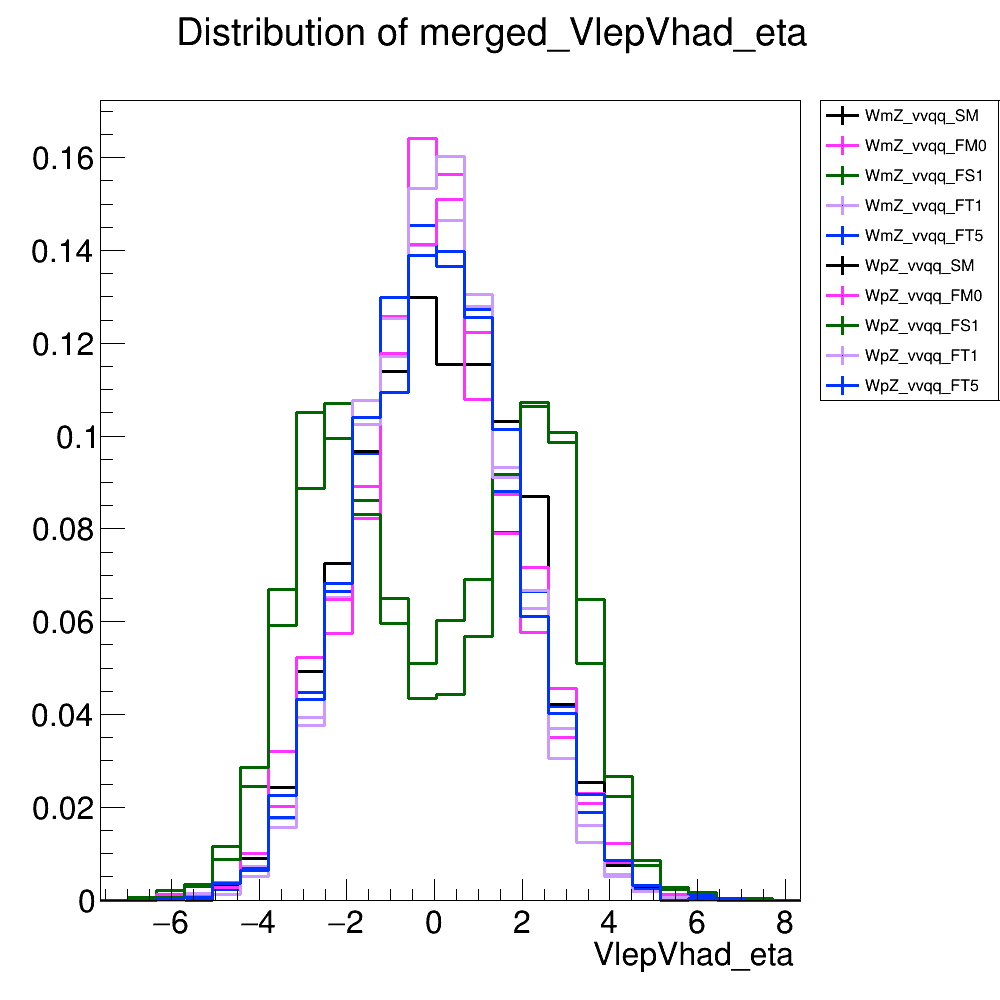 Distribution of merged_VlepVhad_eta
WmZ_vvqq_SM
WmZ_vvqq_FM0
WmZ_vvqq_FS1
WmZ_vvqq_FT1
WmZ_vvqq_FT5
WpZ_vvqq_SM
WpZ_vvqq_FM0
WpZ_vvqq_FS1
WpZ_vvqq_FT1
WpZ_vvqq_FT5
0.16
0.14
0.12
0.1
0.08
0.06
0.04
0.02
0
−6 −4 −2 0 2 4 6 8
VlepVhad_eta